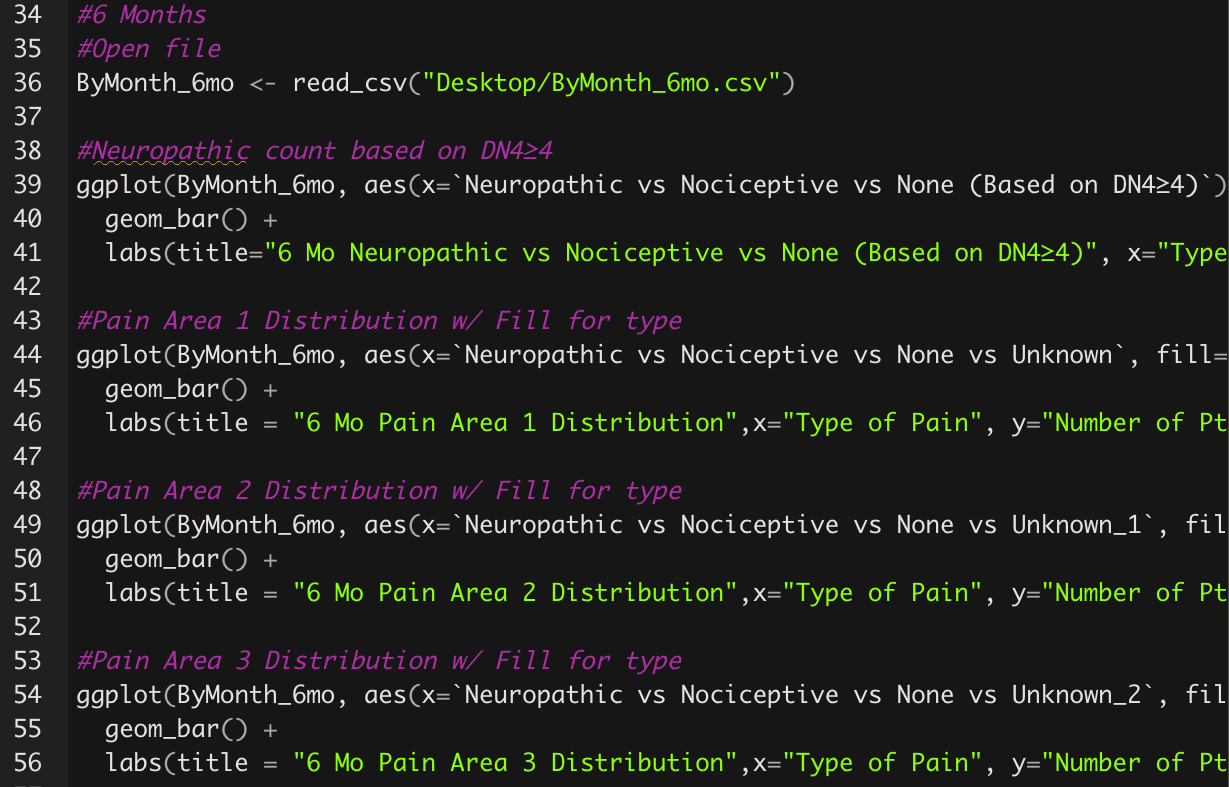 34 #6 Months
35 #Open file
36 ByMonth_6mo <- read_csv("Desktop/ByMonth_6mo.csv")
37
38 #Neuropathic count based on DN4≥4
39 ggplot(ByMonth_6mo, aes(x=`Neuropathic vs Nociceptive vs None (Based on DN4≥4)`)
40   geom_bar() +
41   labs(title="6 Mo Neuropathic vs Nociceptive vs None (Based on DN4≥4)", x="Type
42
43 #Pain Area 1 Distribution w/ Fill for type
44 ggplot(ByMonth_6mo, aes(x=`Neuropathic vs Nociceptive vs None vs Unknown`, fill=
45   geom_bar() +
46   labs(title = "6 Mo Pain Area 1 Distribution",x="Type of Pain", y="Number of Pt
47
48 #Pain Area 2 Distribution w/ Fill for type
49 ggplot(ByMonth_6mo, aes(x=`Neuropathic vs Nociceptive vs None vs Unknown_1`, fil
50   geom_bar() +
51   labs(title = "6 Mo Pain Area 2 Distribution",x="Type of Pain", y="Number of Pt
52
53 #Pain Area 3 Distribution w/ Fill for type
54 ggplot(ByMonth_6mo, aes(x=`Neuropathic vs Nociceptive vs None vs Unknown_2`, fil
55   geom_bar() +
56   labs(title = "6 Mo Pain Area 3 Distribution",x="Type of Pain", y="Number of Pt